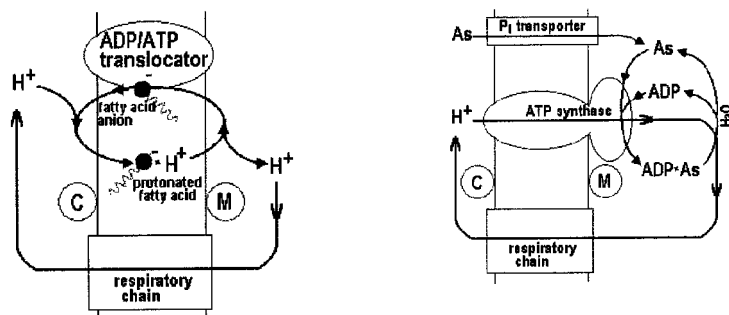 ADP/ATP
translocator
H⁺
-
fatty acid
anion
- H⁺
protonated
fatty acid
H⁺
C
M
respiratory
chain
As
Pᵢ transporter
As
ADP
H⁺
ATP synthase
H₂O
ADP·As
C
M
respiratory
chain